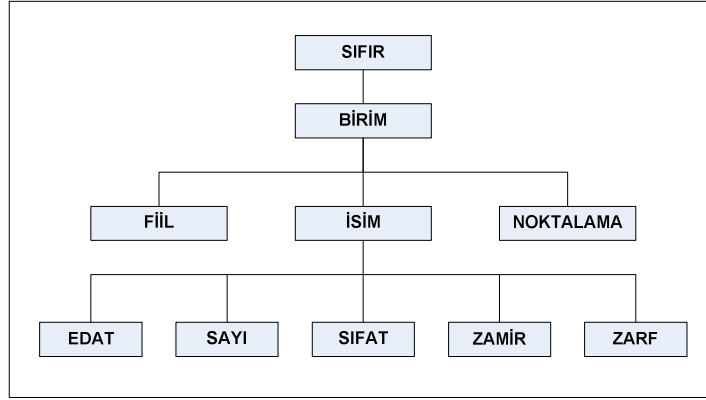 SIFIR
BİRİM
FİİL
İSİM
NOKTALAMA
EDAT
SAYI
SIFAT
ZAMİR
ZARF